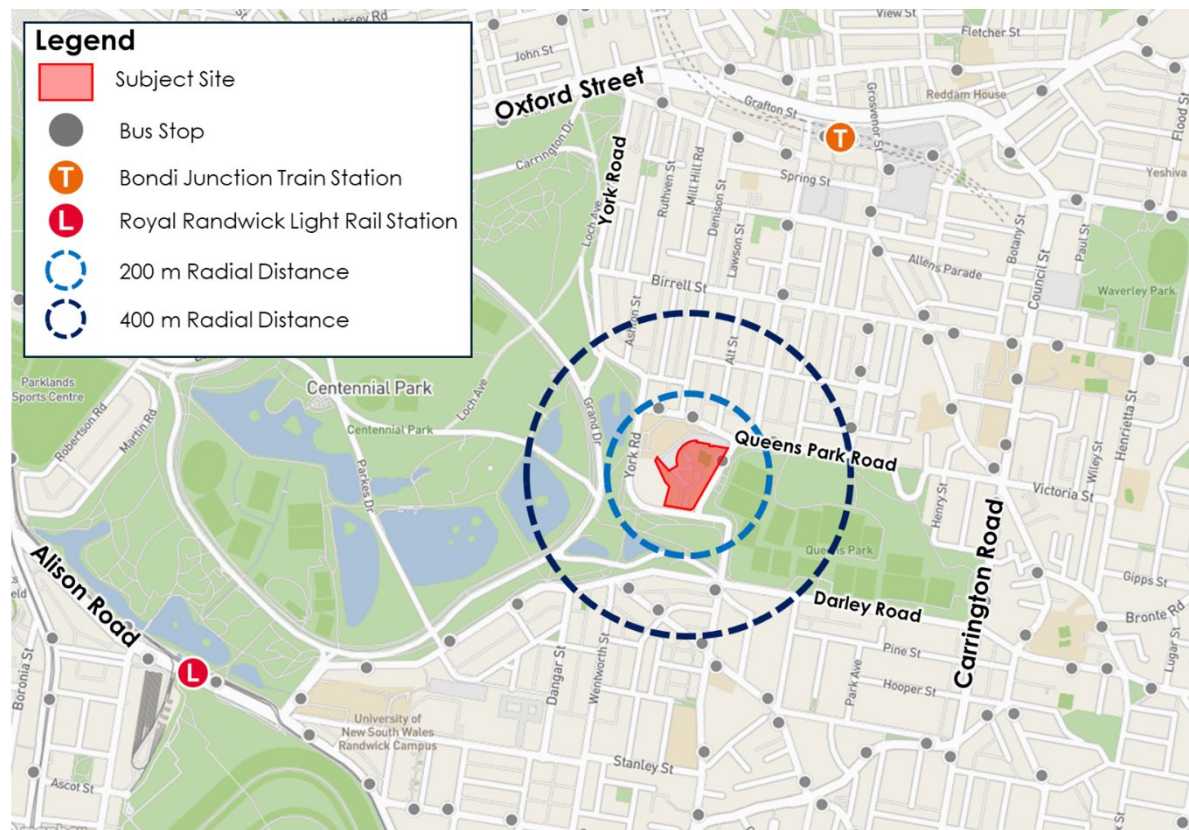 Legend
Subject Site
Bus Stop
T
Bondi Junction Train Station
L
Royal Randwick Light Rail Station
200 m Radial Distance
400 m Radial Distance
View St
Fletcher St
John St
Oxford Street
Reddam House
Grafton St
Grosvenor St
Flood St
T
Carrington Dr
York Road
Ruthven St
Mill Hill Rd
Denison St
Spring St
Yeshiva
Loch Ave
Lawson St
Botany St
Paul St
Allens Parade
Council St
Birrell St
Waverley Park
Ashton St
Alt St
Parklands
Sports Centre
Centennial Park
Loch Ave
Centennial Park
Grand Dr
Robertson Rd
Martin Rd
Henrietta St
York Rd
Queens Park Road
Wiley St
Parkes Dr
Victoria St
Henry St
Queens Park
Carrington Road
Alison Road
Gipps St
Darley Road
Bronte Rd
Lugar St
Pine St
L
Boronia St
Dangar St
Wentworth St
Park Ave
Hooper St
University of
New South Wales
Randwick Campus
Stanley St
Ascot St